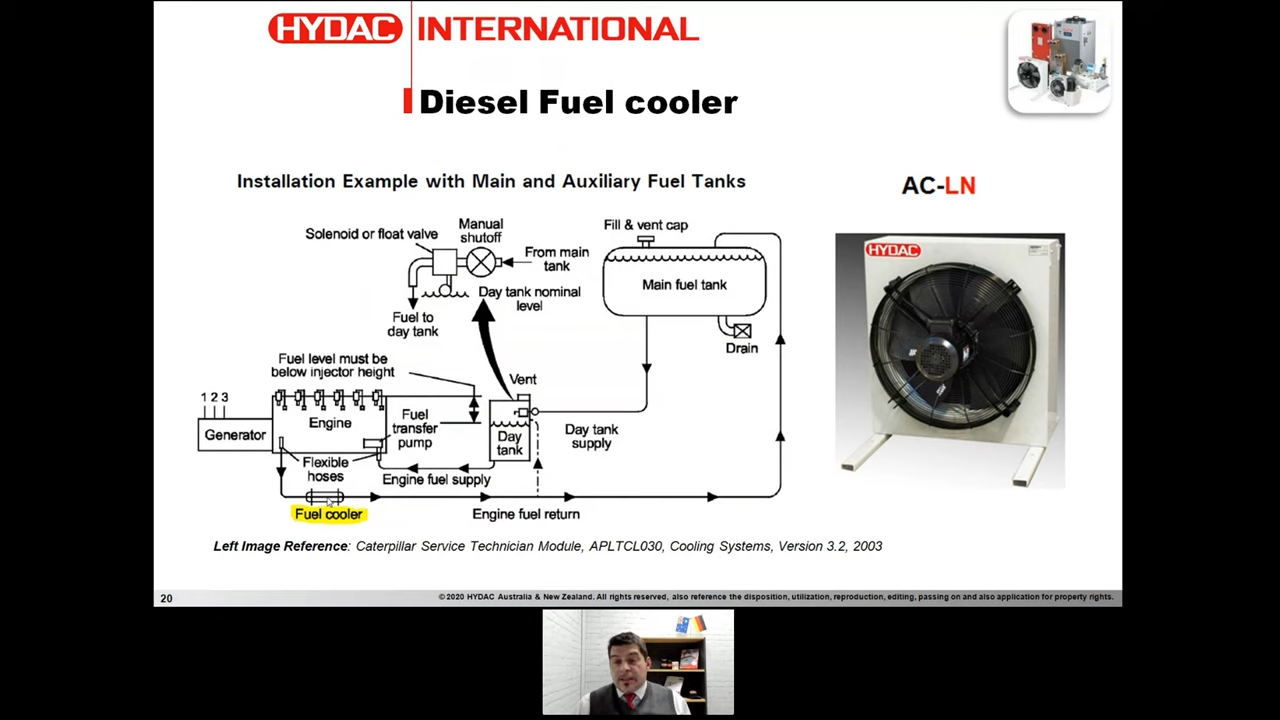 HYDAC INTERNATIONAL
Diesel Fuel cooler
Installation Example with Main and Auxiliary Fuel Tanks
AC-LN
Solenoid or float valve
Manual
shutoff
From main
tank
Day tank nominal
level
Fuel to
day tank
Fill & vent cap
Main fuel tank
Drain
Fuel level must be
below injector height
Vent
1 2 3
Generator
Engine
Fuel
transfer
pump
Day
tank
Day tank
supply
Flexible
hoses
Engine fuel supply
Fuel cooler
Engine fuel return
HYDAC
Left Image Reference: Caterpillar Service Technician Module, APLTCL030, Cooling Systems, Version 3.2, 2003
20
© 2020 HYDAC Australia & New Zealand. All rights reserved, also reference the disposition, utilization, reproduction, editing, passing on and also application for property rights.